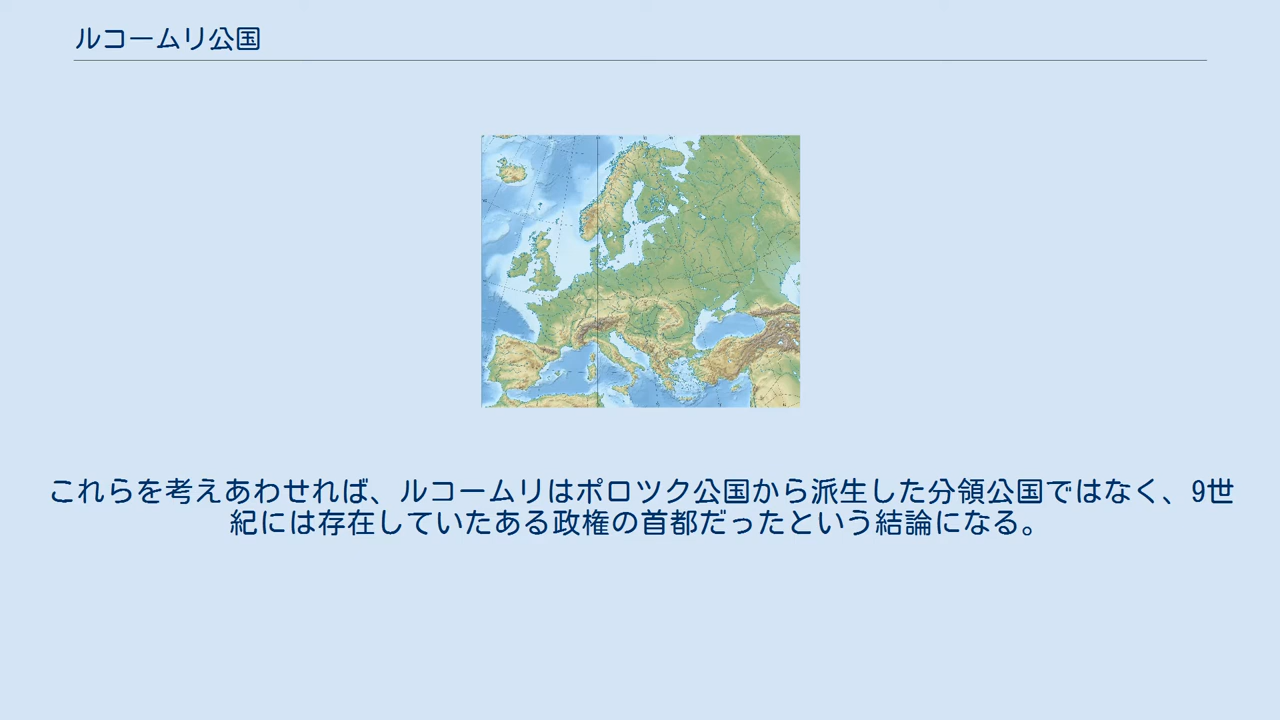 ルコームリ公国
これらを考えあわせれば、ルコームリはポロツク公国から派生した分領公国ではなく、9世
紀には存在していたある政権の首都だったという結論になる。